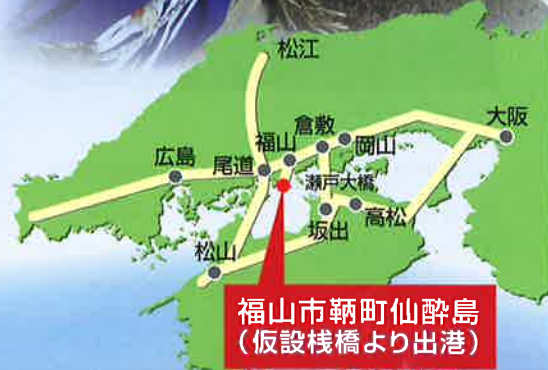 松江
大阪
倉敷
岡山
福山
広島
尾道
瀬戸大橋
高松
坂出
松山
福山市鞆町仙酔島
（仮設桟橋より出港）